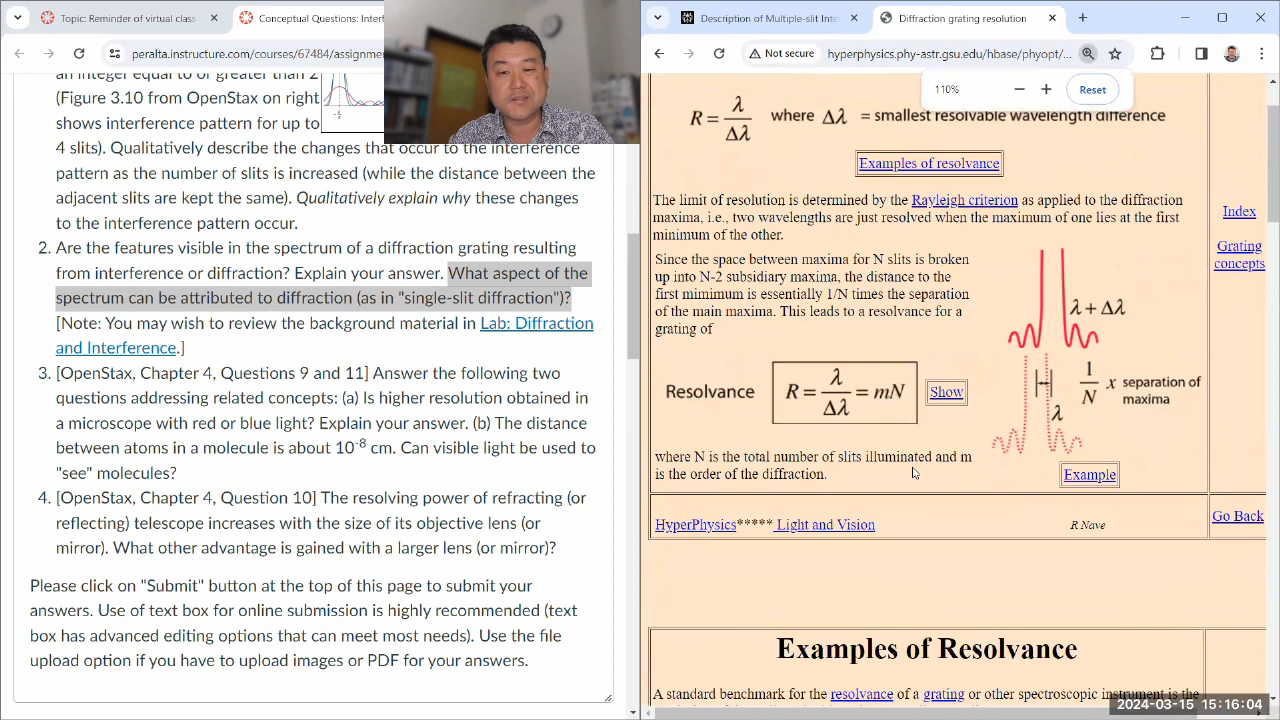 Topic Reminder of virtual class
Conceptual Questions: Interf
peralta.instructure.com/courses/67484/assignme
an integer equal to or greater than 2
(Figure 3.10 from OpenStax on right
shows interference pattern for up to
4 slits). Qualitatively describe the changes that occur to the interference
pattern as the number of slits is increased (while the distance between the
adjacent slits are kept the same). Qualitatively explain why these changes
to the interference pattern occur.
2. Are the features visible in the spectrum of a diffraction grating resulting
from interference or diffraction? Explain your answer. What aspect of the
spectrum can be attributed to diffraction (as in "single-slit diffraction")?
[Note: You may wish to review the background material in Lab: Diffraction
and Interference.]
3. [OpenStax, Chapter 4, Questions 9 and 11] Answer the following two
questions addressing related concepts: (a) Is higher resolution obtained in
a microscope with red or blue light? Explain your answer. (b) The distance
between atoms in a molecule is about 10⁻⁸ cm. Can visible light be used to
"see" molecules?
4. [OpenStax, Chapter 4, Question 10] The resolving power of refracting (or
reflecting) telescope increases with the size of its objective lens (or
mirror). What other advantage is gained with a larger lens (or mirror)?
Please click on "Submit" button at the top of this page to submit your
answers. Use of text box for online submission is highly recommended (text
box has advanced editing options that can meet most needs). Use the file
upload option if you have to upload images or PDF for your answers.
Description of Multiple-slit Inte
Diffraction grating resolution
Not secure
hyperphysics.phy-astr.gsu.edu/hbase/phyopt/...
110%
Reset
R = λ/Δλ where Δλ = smallest resolvable wavelength difference
Examples of resolvance
The limit of resolution is determined by the Rayleigh criterion as applied to the diffraction
maxima, i.e., two wavelengths are just resolved when the maximum of one lies at the first
minimum of the other.
Index
Grating
concepts
Since the space between maxima for N slits is broken
up into N-2 subsidiary maxima, the distance to the
first mimimum is essentially 1/N times the separation
of the main maxima. This leads to a resolvance for a
grating of
λ + Δλ
Resolvance R = λ/Δλ = mN Show
1/N x separation of
maxima
λ
where N is the total number of slits illuminated and m
is the order of the diffraction.
Example
HyperPhysics***** Light and Vision
R Nave
Go Back
Examples of Resolvance
A standard benchmark for the resolvance of a grating or other spectroscopic instrument is the
2024-03-15 15:16:04